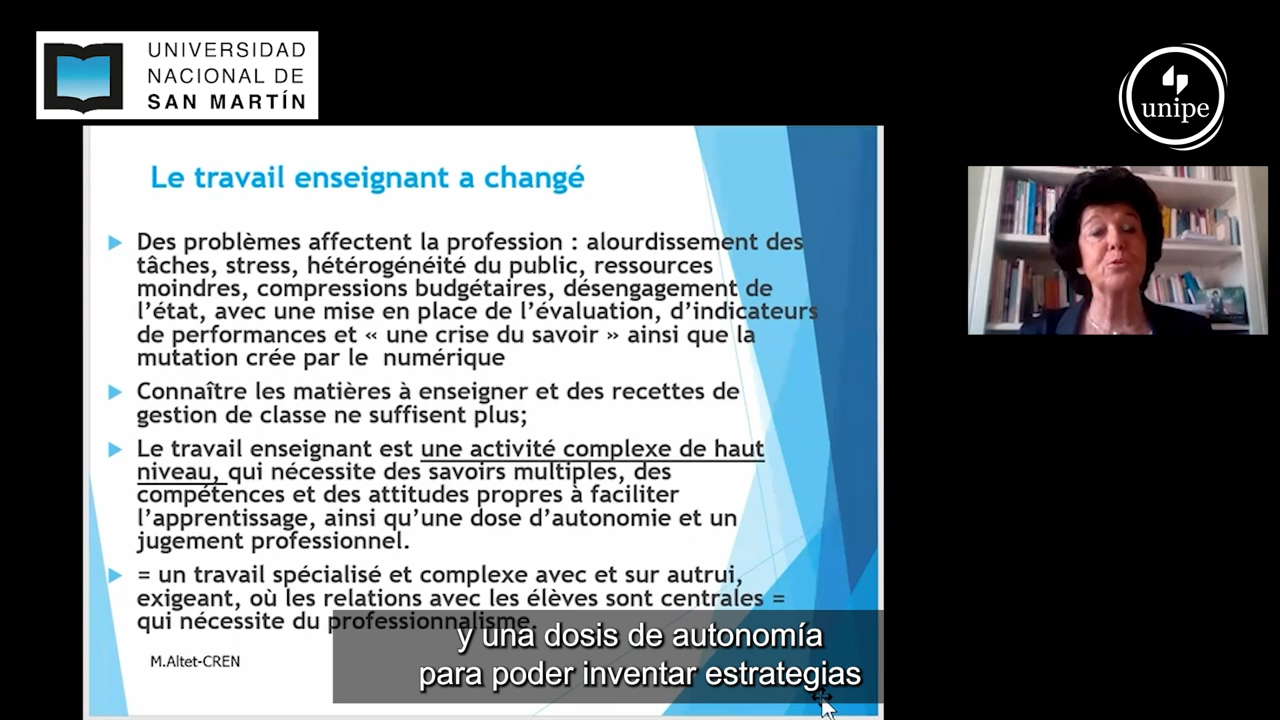 UNIVERSIDAD
NACIONAL DE
SAN MARTÍN
unipe
Le travail enseignant a changé
Des problèmes affectent la profession : alourdissement des
tâches, stress, hétérogénéité du public, ressources
moindres, compressions budgétaires, désengagement de
l’état, avec une mise en place de l’évaluation, d’indicateurs
de performances et « une crise du savoir » ainsi que la
mutation crée par le numérique
Connaître les matières à enseigner et des recettes de
gestion de classe ne suffisent plus;
Le travail enseignant est une activité complexe de haut
niveau, qui nécessite des savoirs multiples, des
compétences et des attitudes propres à faciliter
l’apprentissage, ainsi qu’une dose d’autonomie et un
jugement professionnel.
= un travail spécialisé et complexe avec et sur autrui,
exigeant, où les relations avec les élèves sont centrales =
qui nécessite du professionnalisme.
M.Altet-CREN
y una dosis de autonomía
para poder inventar estrategias